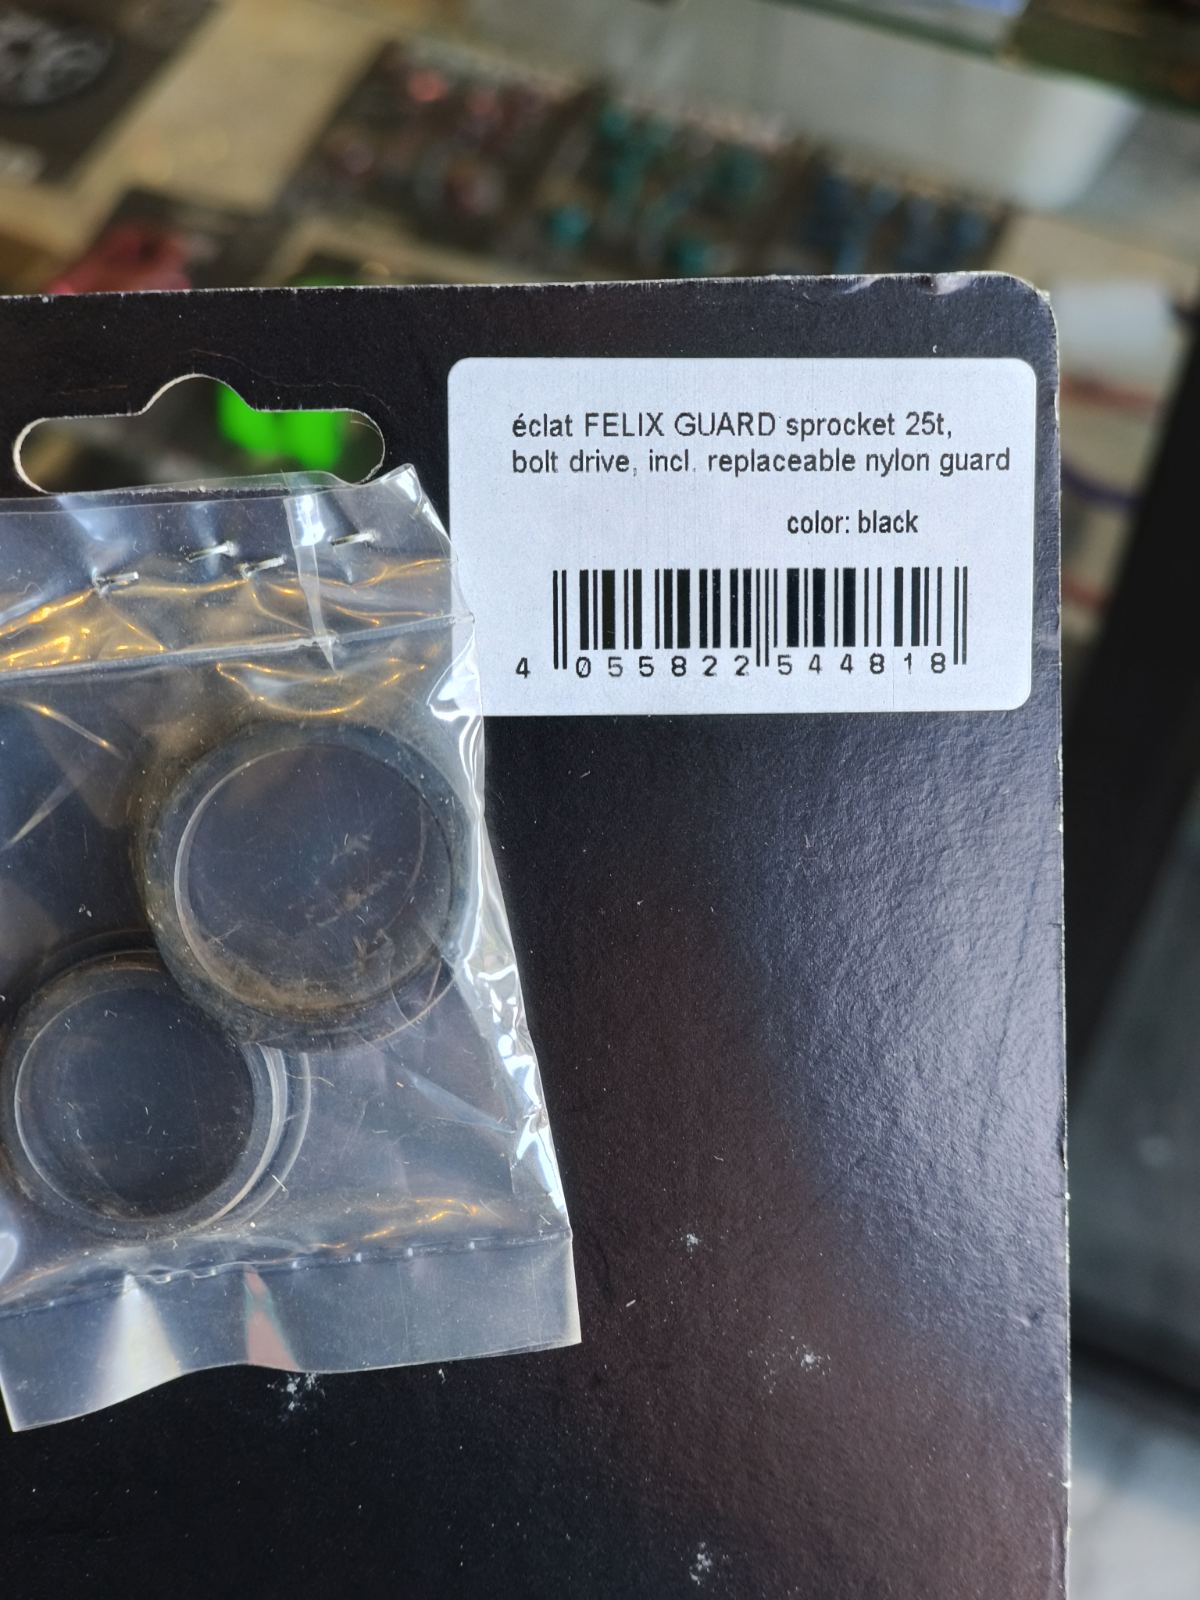 éclat FELIX GUARD sprocket 25t,
bolt drive, incl. replaceable nylon guard
color: black
4 055822 544818